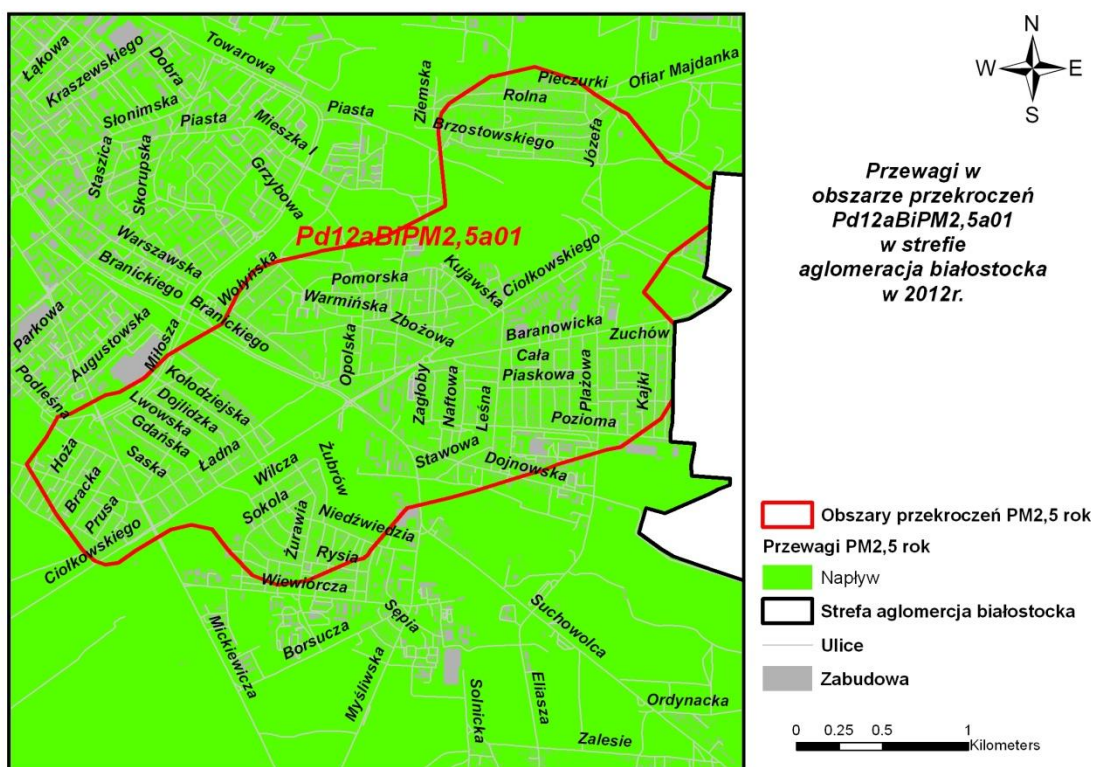 Łąkowa
Kraszewskiego
Dobra
Towarowa
Słonimska
Piasta
Mieszka I
Piasta
Ziemska
Pieczurki
Ofiar Majdanka
Rolna
Brzostowskiego
Józefa
Staszica
Skorupska
Grzybowa
Pd12aBiPM2,5a01
Warszawska
Branickiego
Wołyńska
Branickiego
Pomorska
Kujawska
Ciołkowskiego
Warmińska
Zbożowa
Baranowicka
Zuchów
Parkowa
Augustowska
Miłosza
Opolska
Cała
Piaskowa
Plażowa
Kajki
Podleśna
Kołodziejska
Dojlidzka
Lwowska
Gdańska
Saska
Ładna
Zagłoby
Naftowa
Leśna
Pozioma
Hoża
Bracka
Prusa
Wilcza
Żubrów
Stawowa
Dojnowska
Sokola
Żurawia
Niedźwiedzia
Rysia
Ciołkowskiego
Wiewiórcza
Sępia
Suchowolca
Mickiewicza
Borsucza
Myśliwska
Solnicka
Eliasza
Ordynacka
Zalesie
N
W E
S
Przewagi w
obszarze przekroczeń
Pd12aBiPM2,5a01
w strefie
aglomeracja białostocka
w 2012r.
Obszary przekroczeń PM2,5 rok
Przewagi PM2,5 rok
Napływ
Strefa aglomercja białostocka
Ulice
Zabudowa
0 0.25 0.5 1
Kilometers